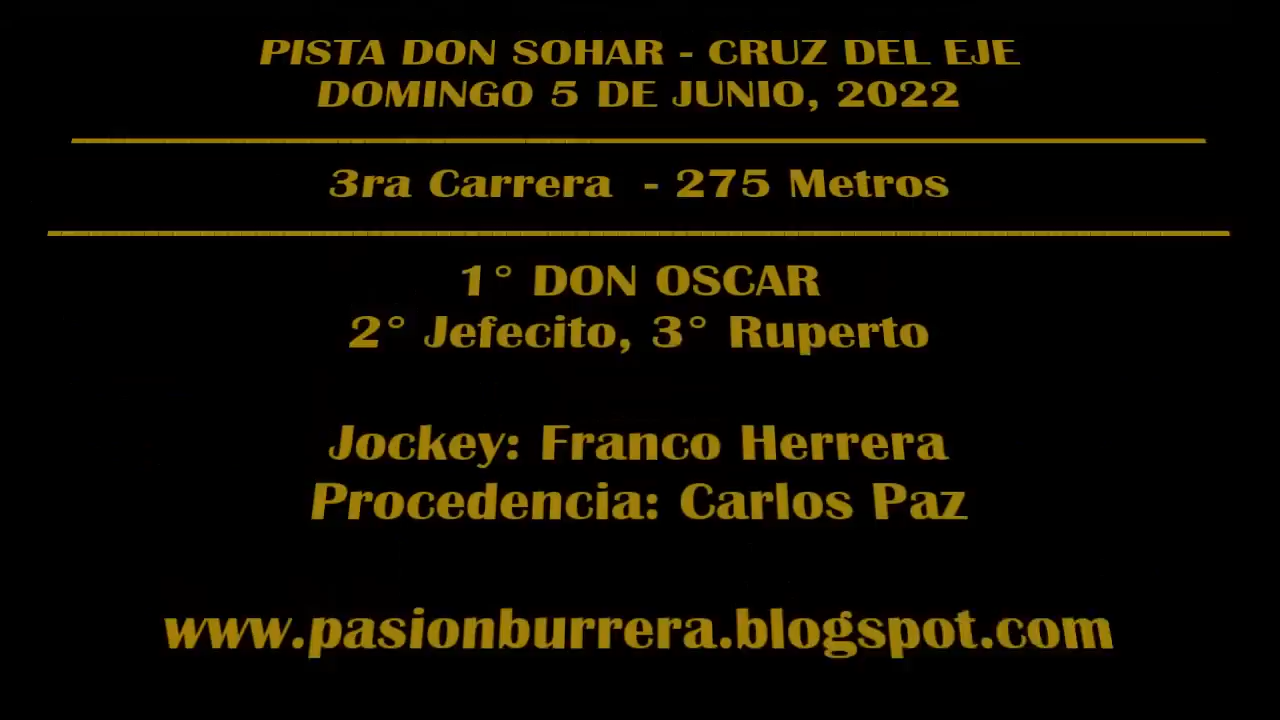 PISTA DON SOHAR - CRUZ DEL EJE
DOMINGO 5 DE JUNIO, 2022
3ra Carrera - 275 Metros
1° DON OSCAR
2° Jefecito, 3° Ruperto
Jockey: Franco Herrera
Procedencia: Carlos Paz
www.pasionburrera.blogspot.com